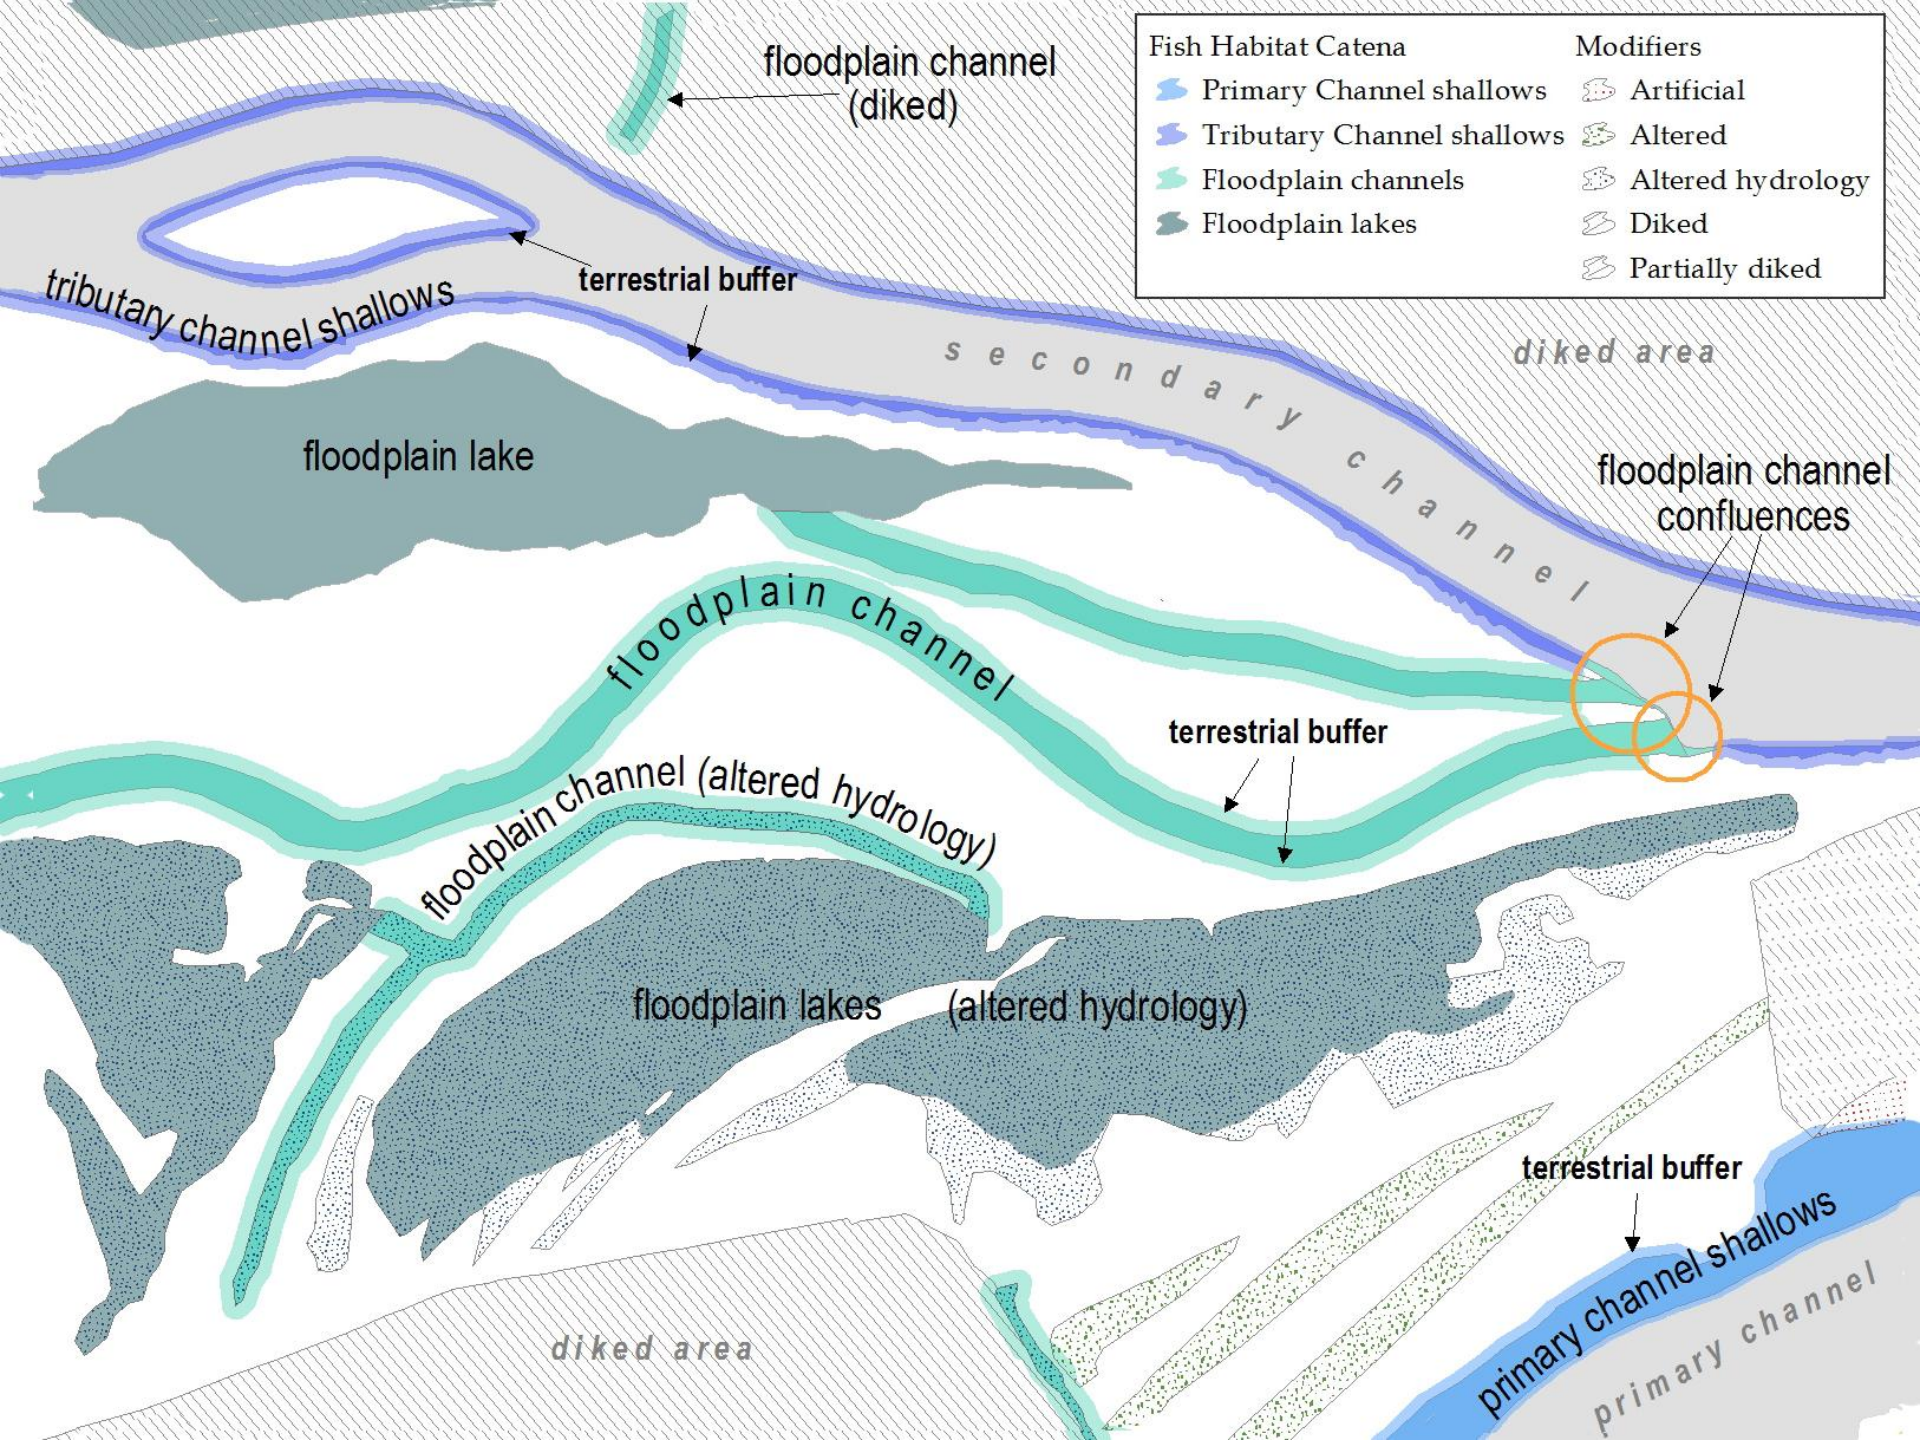 floodplain channel
(diked)
Fish Habitat Catena
Primary Channel shallows
Tributary Channel shallows
Floodplain channels
Floodplain lakes
Modifiers
Artificial
Altered
Altered hydrology
Diked
Partially diked
terrestrial buffer
tributary channel shallows
secondary channel
diked area
floodplain lake
floodplain channel
confluences
floodplain channel
terrestrial buffer
floodplain channel (altered hydrology)
floodplain lakes (altered hydrology)
terrestrial buffer
primary channel shallows
primary channel
diked area